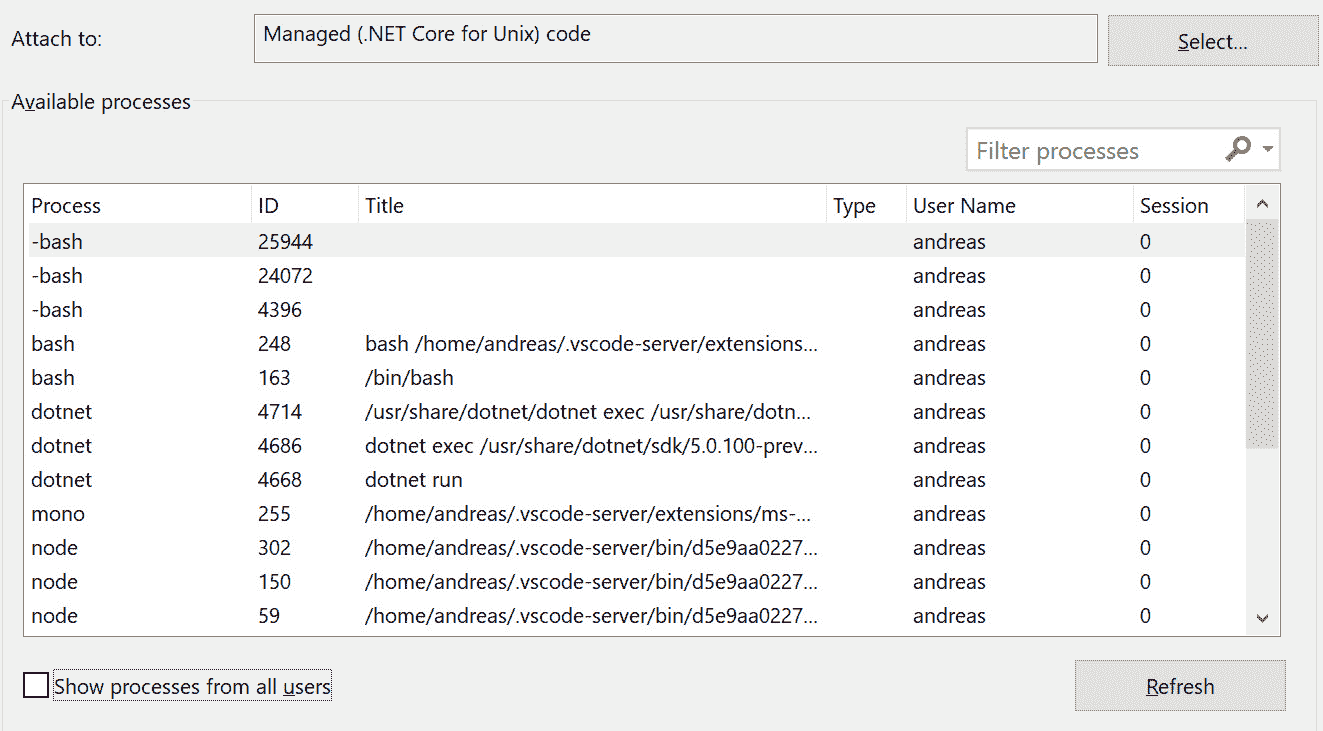 Attach to: Managed (.NET Core for Unix) code Select...
Available processes
Filter processes
Process ID Title Type User Name Session
-bash 25944 andreas 0
-bash 24072 andreas 0
-bash 4396 andreas 0
bash 248 bash /home/andreas/.vscode-server/extensions... andreas 0
bash 163 /bin/bash andreas 0
dotnet 4714 /usr/share/dotnet/dotnet exec /usr/share/dotn... andreas 0
dotnet 4686 dotnet exec /usr/share/dotnet/sdk/5.0.100-prev... andreas 0
dotnet 4668 dotnet run andreas 0
mono 255 /home/andreas/.vscode-server/extensions/ms-... andreas 0
node 302 /home/andreas/.vscode-server/bin/d5e9aa0227... andreas 0
node 150 /home/andreas/.vscode-server/bin/d5e9aa0227... andreas 0
node 59 /home/andreas/.vscode-server/bin/d5e9aa0227... andreas 0
Show processes from all users Refresh